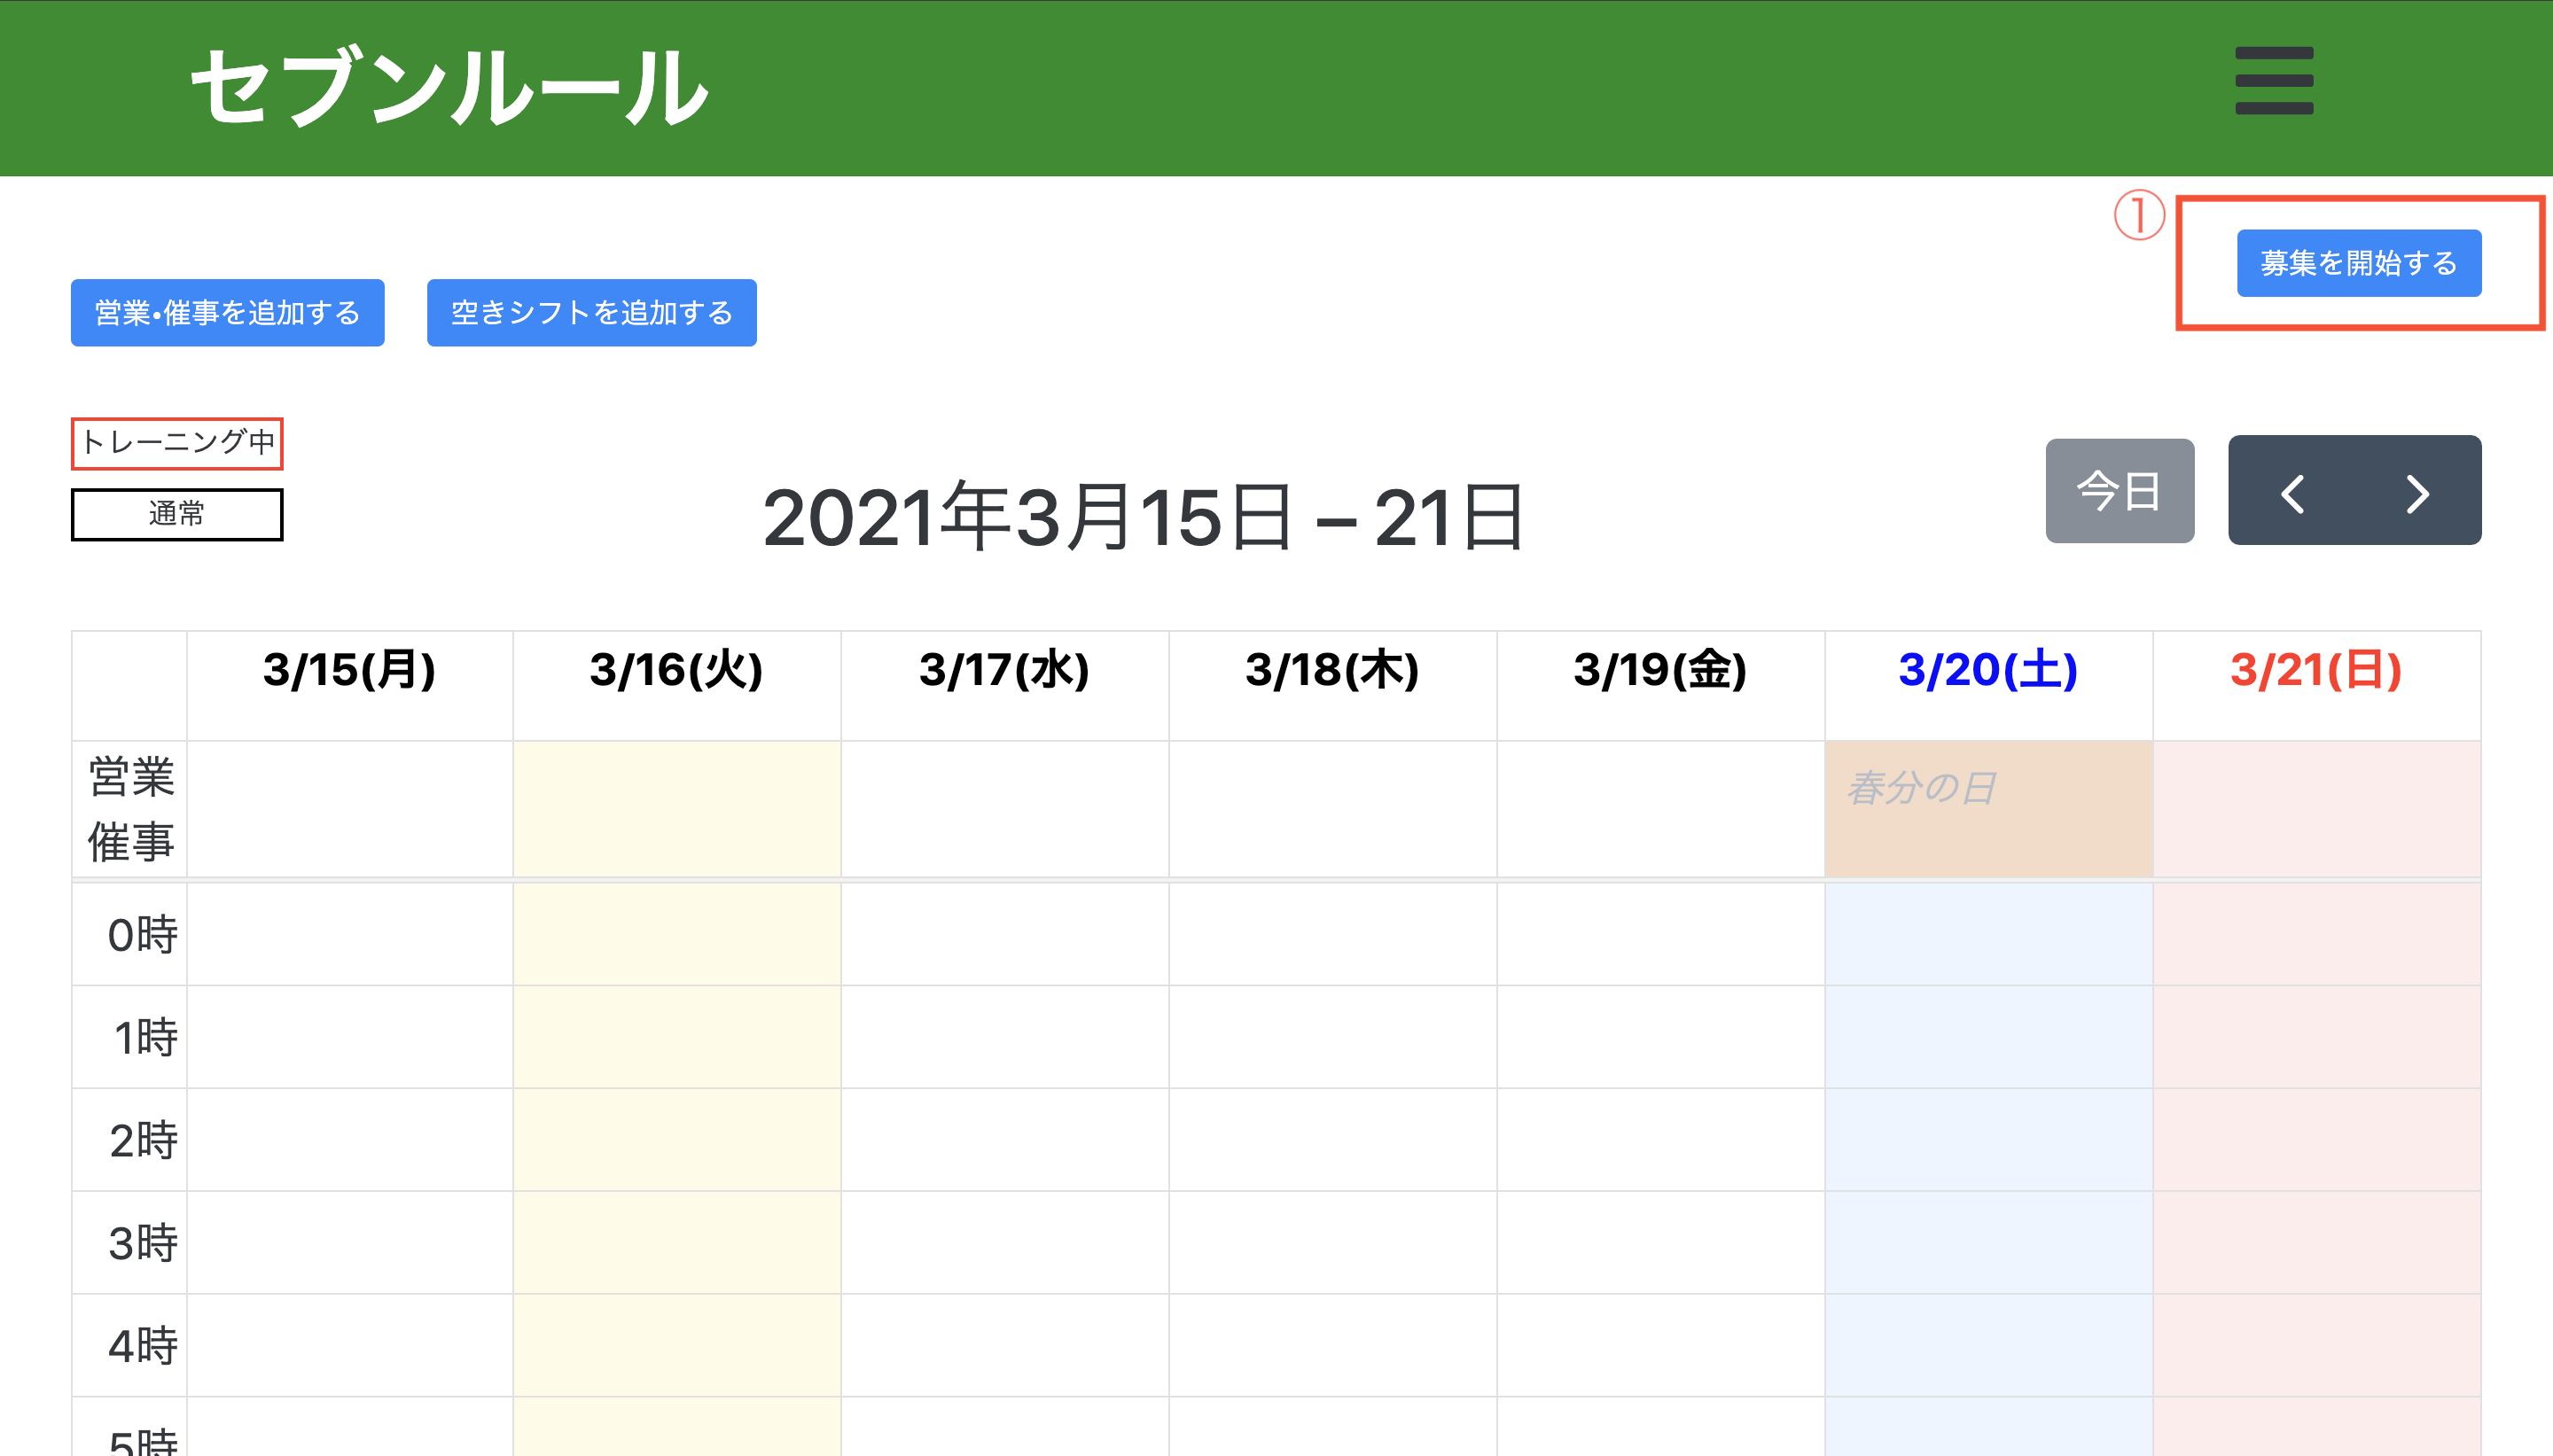 セブンルール
① 募集を開始する
営業•催事を追加する 空きシフトを追加する
トレーニング中
通常
2021年3月15日 – 21日
今日
3/15(月) 3/16(火) 3/17(水) 3/18(木) 3/19(金) 3/20(土) 3/21(日)
営業
催事
春分の日
0時
1時
2時
3時
4時
5時